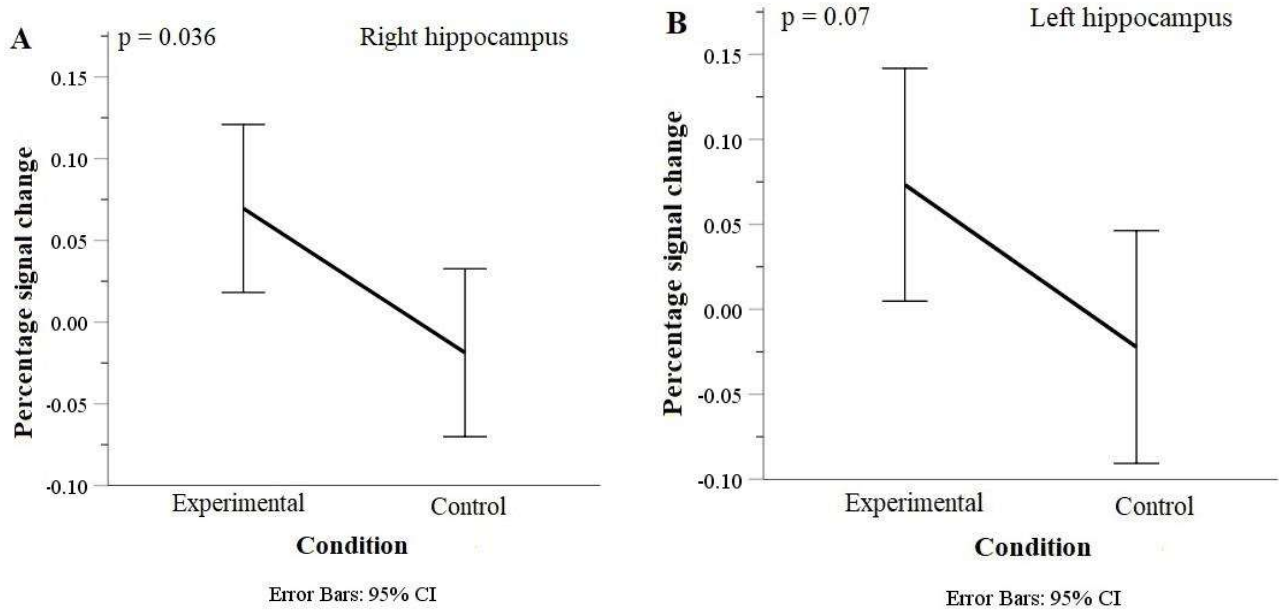 A
p = 0.036
Right hippocampus
Percentage signal change
0.15
0.10
0.05
0.00
-0.05
-0.10
Experimental
Control
Condition
Error Bars: 95% CI
B
p = 0.07
Left hippocampus
Percentage signal change
0.15
0.10
0.05
0.00
-0.05
-0.10
Experimental
Control
Condition
Error Bars: 95% CI